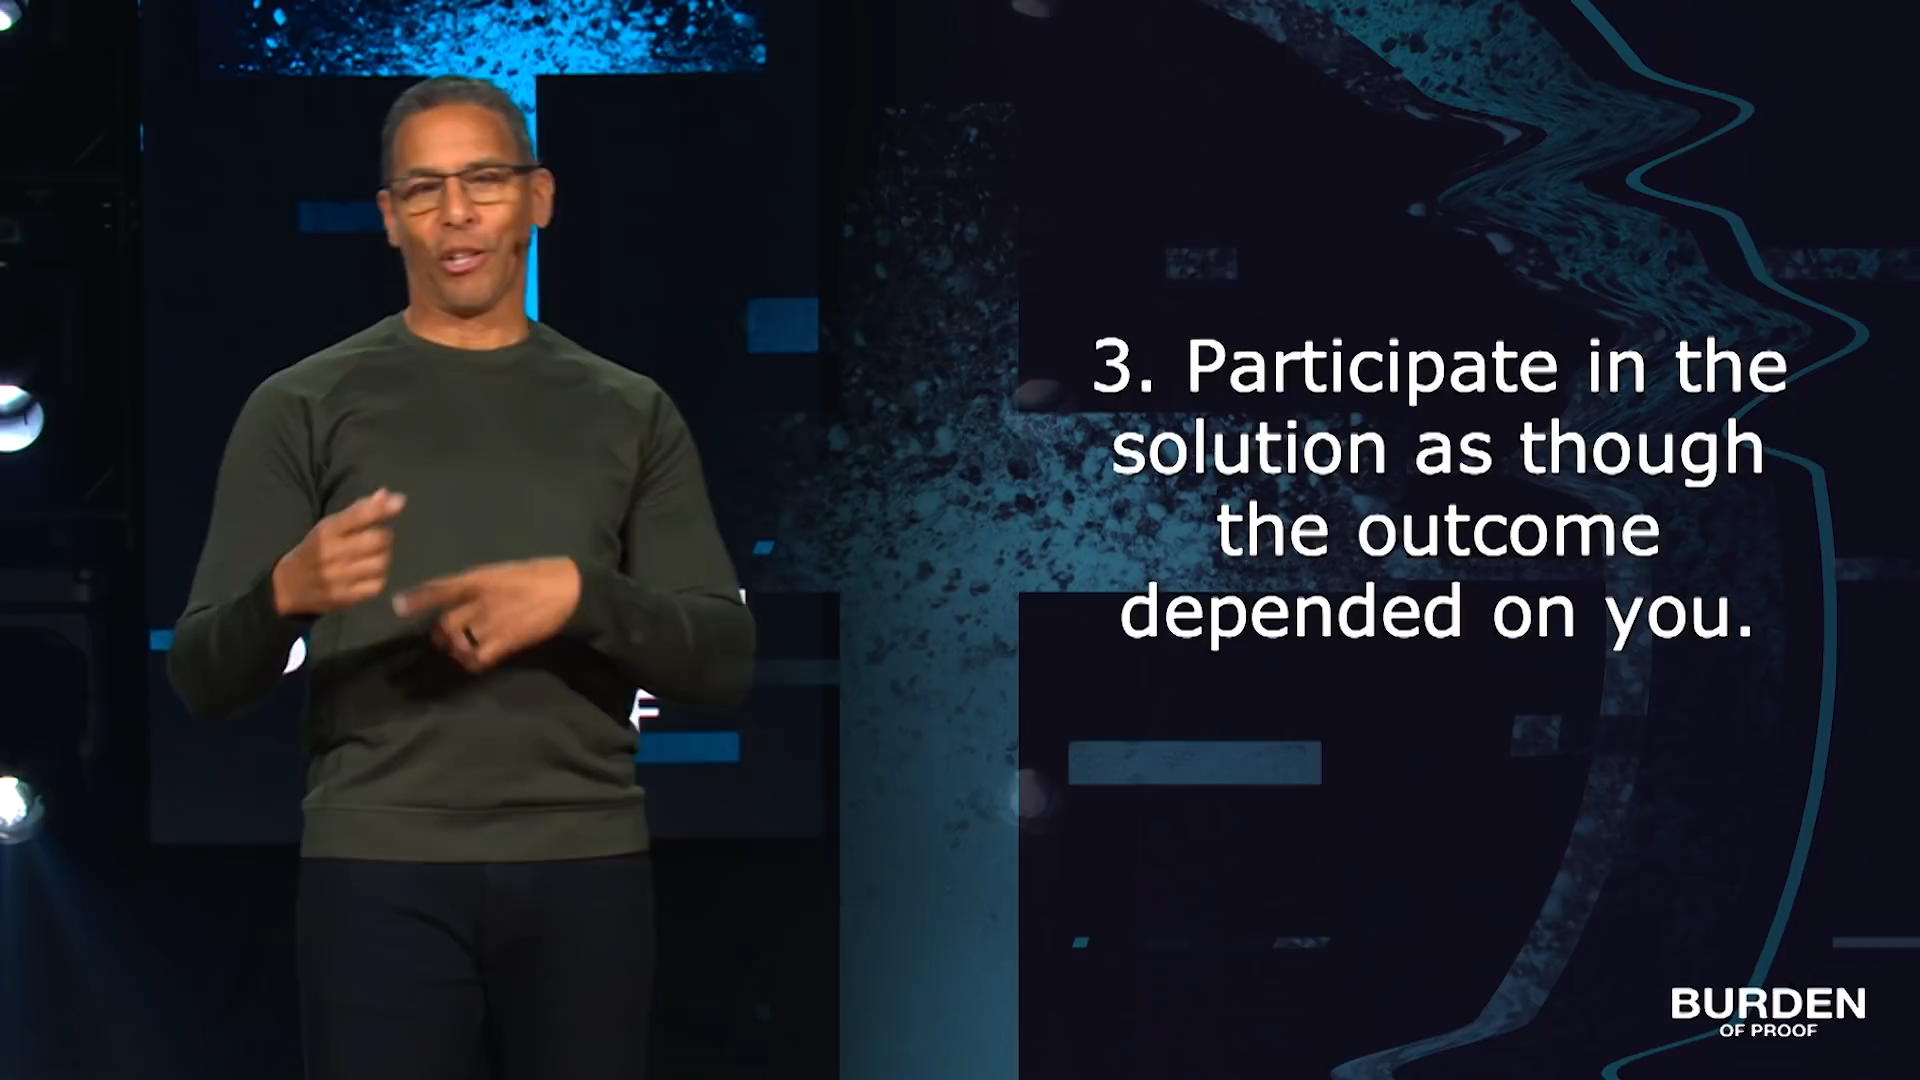 3. Participate in the
solution as though
the outcome
depended on you.
BURDEN
OF PROOF